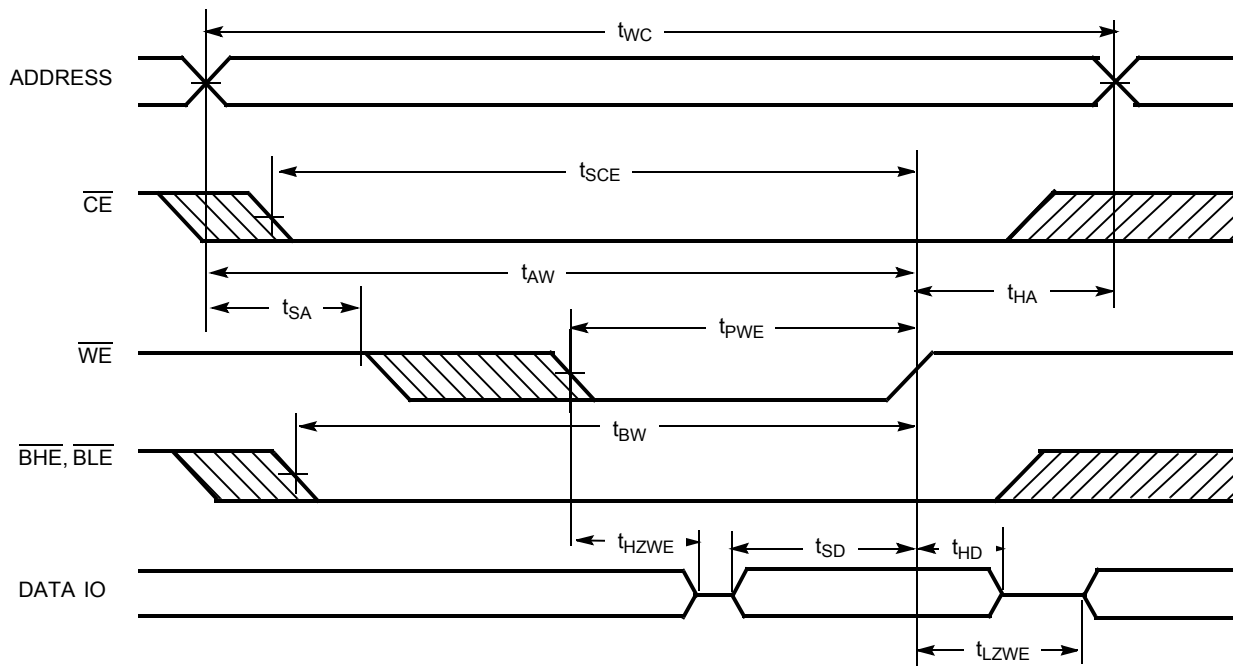 tWC
ADDRESS
tSCE
CE
tAW
tSA
tHA
tPWE
WE
tBW
BHE, BLE
tHZWE
tSD
tHD
DATA IO
tLZWE